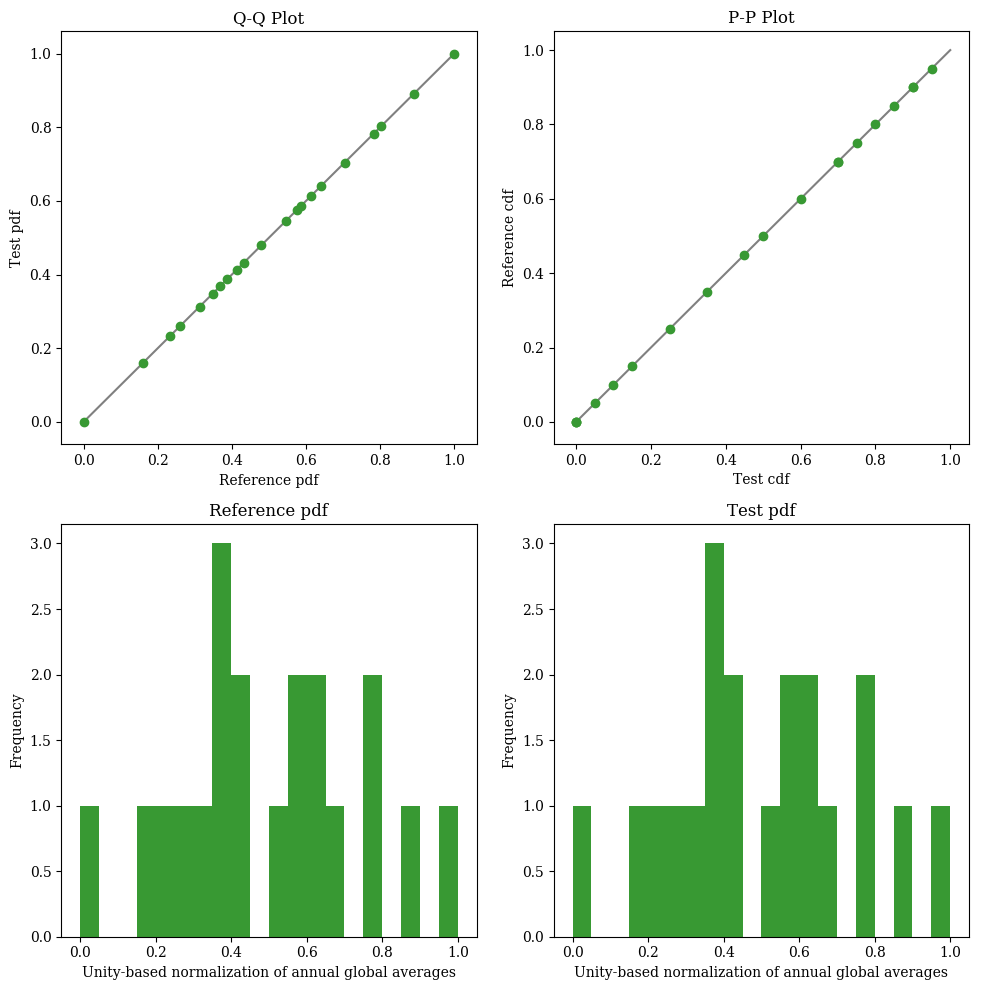 Q-Q Plot
Test pdf
1.0
0.8
0.6
0.4
0.2
0.0
0.0 0.2 0.4 0.6 0.8 1.0
Reference pdf
P-P Plot
Reference cdf
1.0
0.8
0.6
0.4
0.2
0.0
0.0 0.2 0.4 0.6 0.8 1.0
Test cdf
Reference pdf
Frequency
3.0
2.5
2.0
1.5
1.0
0.5
0.0
0.0 0.2 0.4 0.6 0.8 1.0
Unity-based normalization of annual global averages
Test pdf
Frequency
3.0
2.5
2.0
1.5
1.0
0.5
0.0
0.0 0.2 0.4 0.6 0.8 1.0
Unity-based normalization of annual global averages